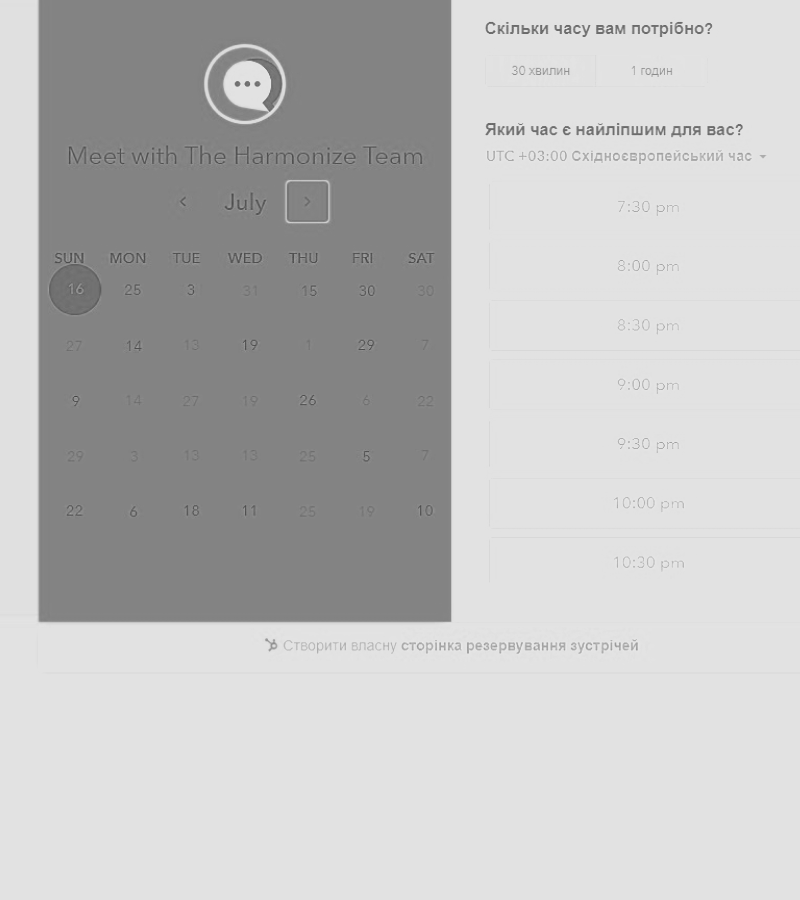 Meet with The Harmonize Team
July
SUN MON TUE WED THU FRI SAT
16 25 3 31 15 30 30
27 14 13 19 1 29 7
9 14 27 19 26 6 22
29 3 13 13 25 5 7
22 6 18 11 25 19 10
Скільки часу вам потрібно?
30 хвилин 1 годин
Який час є найліпшим для вас?
UTC +03:00 Східноєвропейський час
7:30 pm
8:00 pm
8:30 pm
9:00 pm
9:30 pm
10:00 pm
10:30 pm
Створити власну сторінка резервування зустрічей